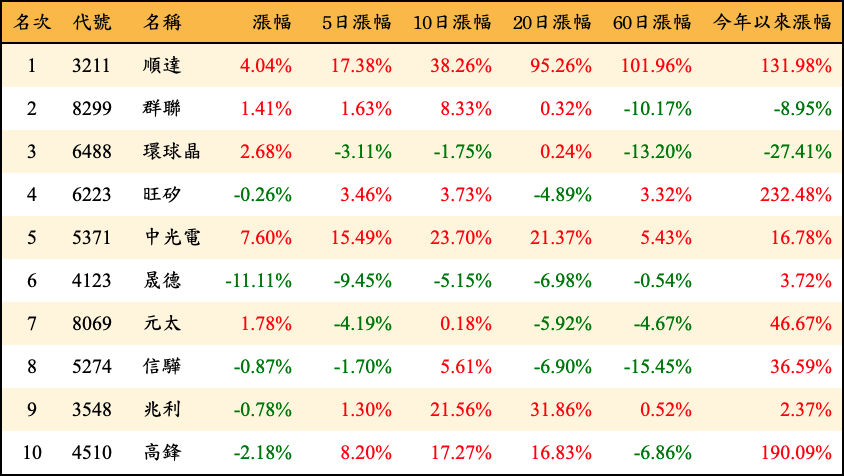 名次 代號 名稱 漲幅 5日漲幅 10日漲幅 20日漲幅 60日漲幅 今年以來漲幅
1 3211 順達 4.04% 17.38% 38.26% 95.26% 101.96% 131.98%
2 8299 群聯 1.41% 1.63% 8.33% 0.32% -10.17% -8.95%
3 6488 環球晶 2.68% -3.11% -1.75% 0.24% -13.20% -27.41%
4 6223 旺矽 -0.26% 3.46% 3.73% -4.89% 3.32% 232.48%
5 5371 中光電 7.60% 15.49% 23.70% 21.37% 5.43% 16.78%
6 4123 晟德 -11.11% -9.45% -5.15% -6.98% -0.54% 3.72%
7 8069 元太 1.78% -4.19% 0.18% -5.92% -4.67% 46.67%
8 5274 信驊 -0.87% -1.70% 5.61% -6.90% -15.45% 36.59%
9 3548 兆利 -0.78% 1.30% 21.56% 31.86% 0.52% 2.37%
10 4510 高鋒 -2.18% 8.20% 17.27% 16.83% -6.86% 190.09%